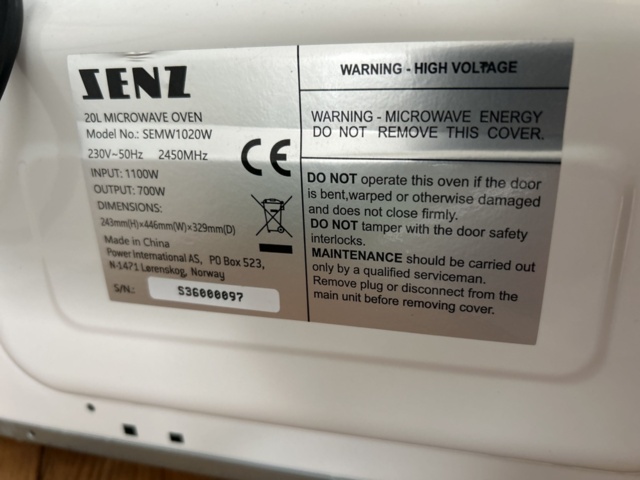 SENZ
20L MICROWAVE OVEN
Model No.: SEMW1020W
230V~50Hz 2450MHz
INPUT: 1100W
OUTPUT: 700W
DIMENSIONS:
243mm(H)×446mm(W)×329mm(D)
Made in China
Power International AS, PO Box 523,
N-1471 Lørenskog, Norway
S/N.: S36000097
CE
WARNING - HIGH VOLTAGE
WARNING - MICROWAVE ENERGY
DO NOT REMOVE THIS COVER.
DO NOT operate this oven if the door
is bent,warped or otherwise damaged
and does not close firmly.
DO NOT tamper with the door safety
interlocks.
MAINTENANCE should be carried out
only by a qualified serviceman.
Remove plug or disconnect from the
main unit before removing cover.